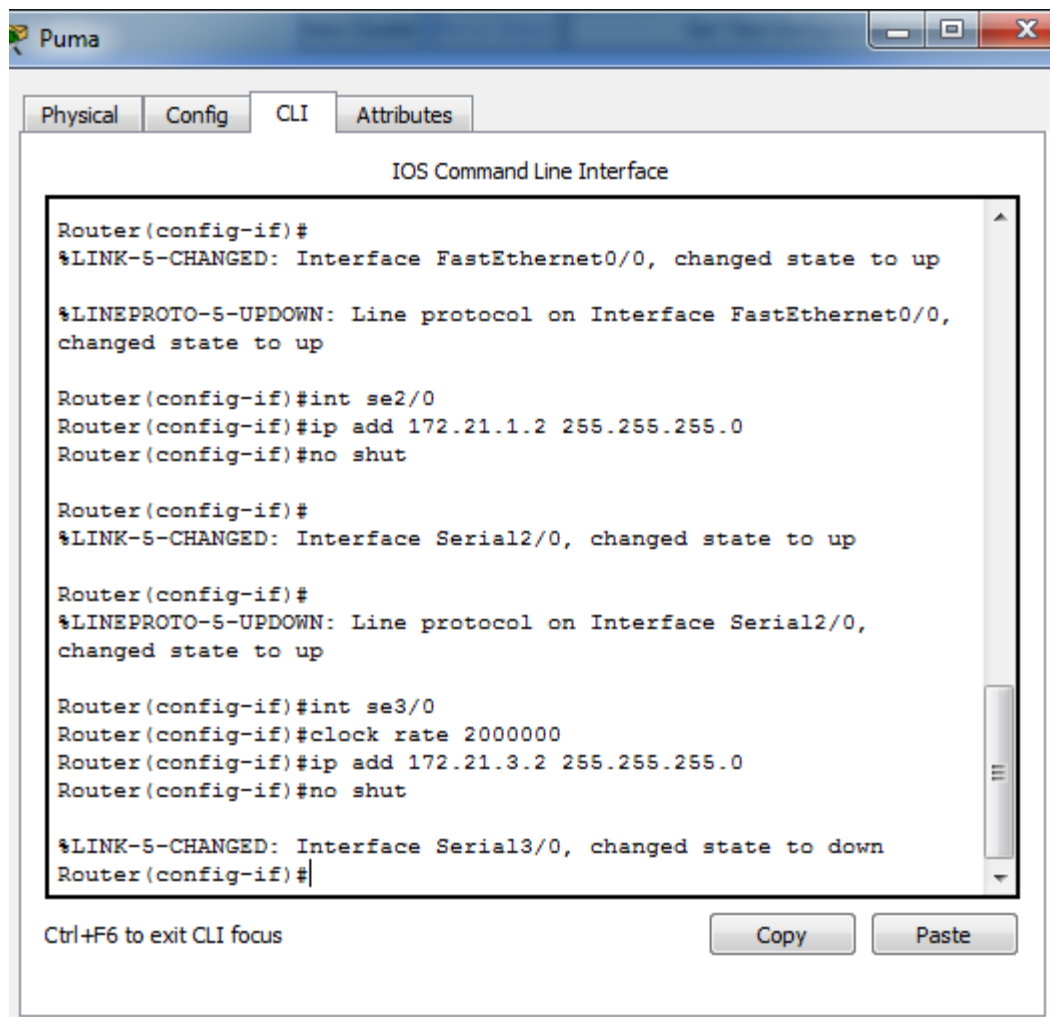 Puma
Physical
Config
CLI
Attributes
IOS Command Line Interface
Router(config-if)#
%LINK-5-CHANGED: Interface FastEthernet0/0, changed state to up
%LINEPROTO-5-UPDOWN: Line protocol on Interface FastEthernet0/0,
changed state to up
Router(config-if)#int se2/0
Router(config-if)#ip add 172.21.1.2 255.255.255.0
Router(config-if)#no shut
Router(config-if)#
%LINK-5-CHANGED: Interface Serial2/0, changed state to up
Router(config-if)#
%LINEPROTO-5-UPDOWN: Line protocol on Interface Serial2/0,
changed state to up
Router(config-if)#int se3/0
Router(config-if)#clock rate 2000000
Router(config-if)#ip add 172.21.3.2 255.255.255.0
Router(config-if)#no shut
%LINK-5-CHANGED: Interface Serial3/0, changed state to down
Router(config-if)#
Ctrl+F6 to exit CLI focus
Copy
Paste